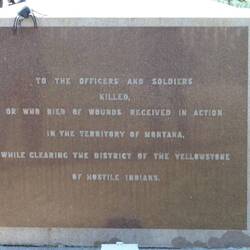 TO THE OFFICERS AND SOLDIERS
KILLED,
OR WHO DIED OF WOUNDS RECEIVED IN ACTION
IN THE TERRITORY OF MONTANA,
WHILE CLEARING THE DISTRICT OF THE YELLOWSTONE
OF HOSTILE INDIANS.